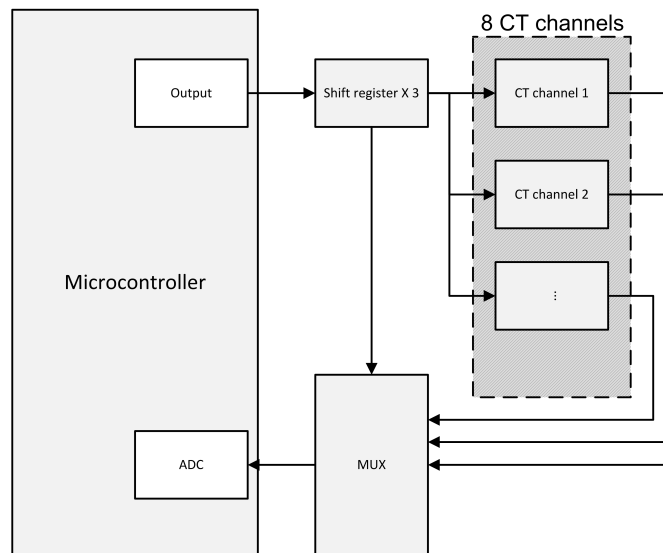 8 CT channels
Output
Shift register X 3
CT channel 1
CT channel 2
...
Microcontroller
ADC
MUX